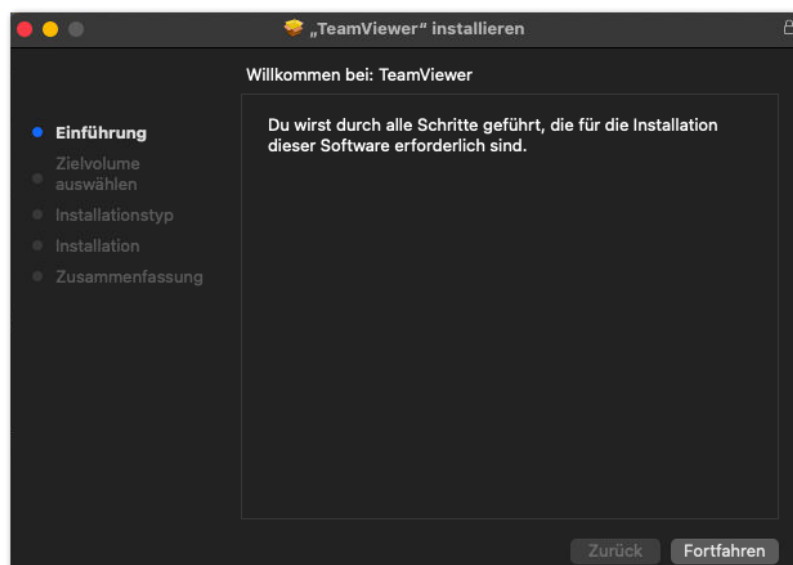 „TeamViewer“ installieren
Willkommen bei: TeamViewer
Einführung
Zielvolume
auswählen
Installationstyp
Installation
Zusammenfassung
Du wirst durch alle Schritte geführt, die für die Installation
dieser Software erforderlich sind.
Zurück
Fortfahren